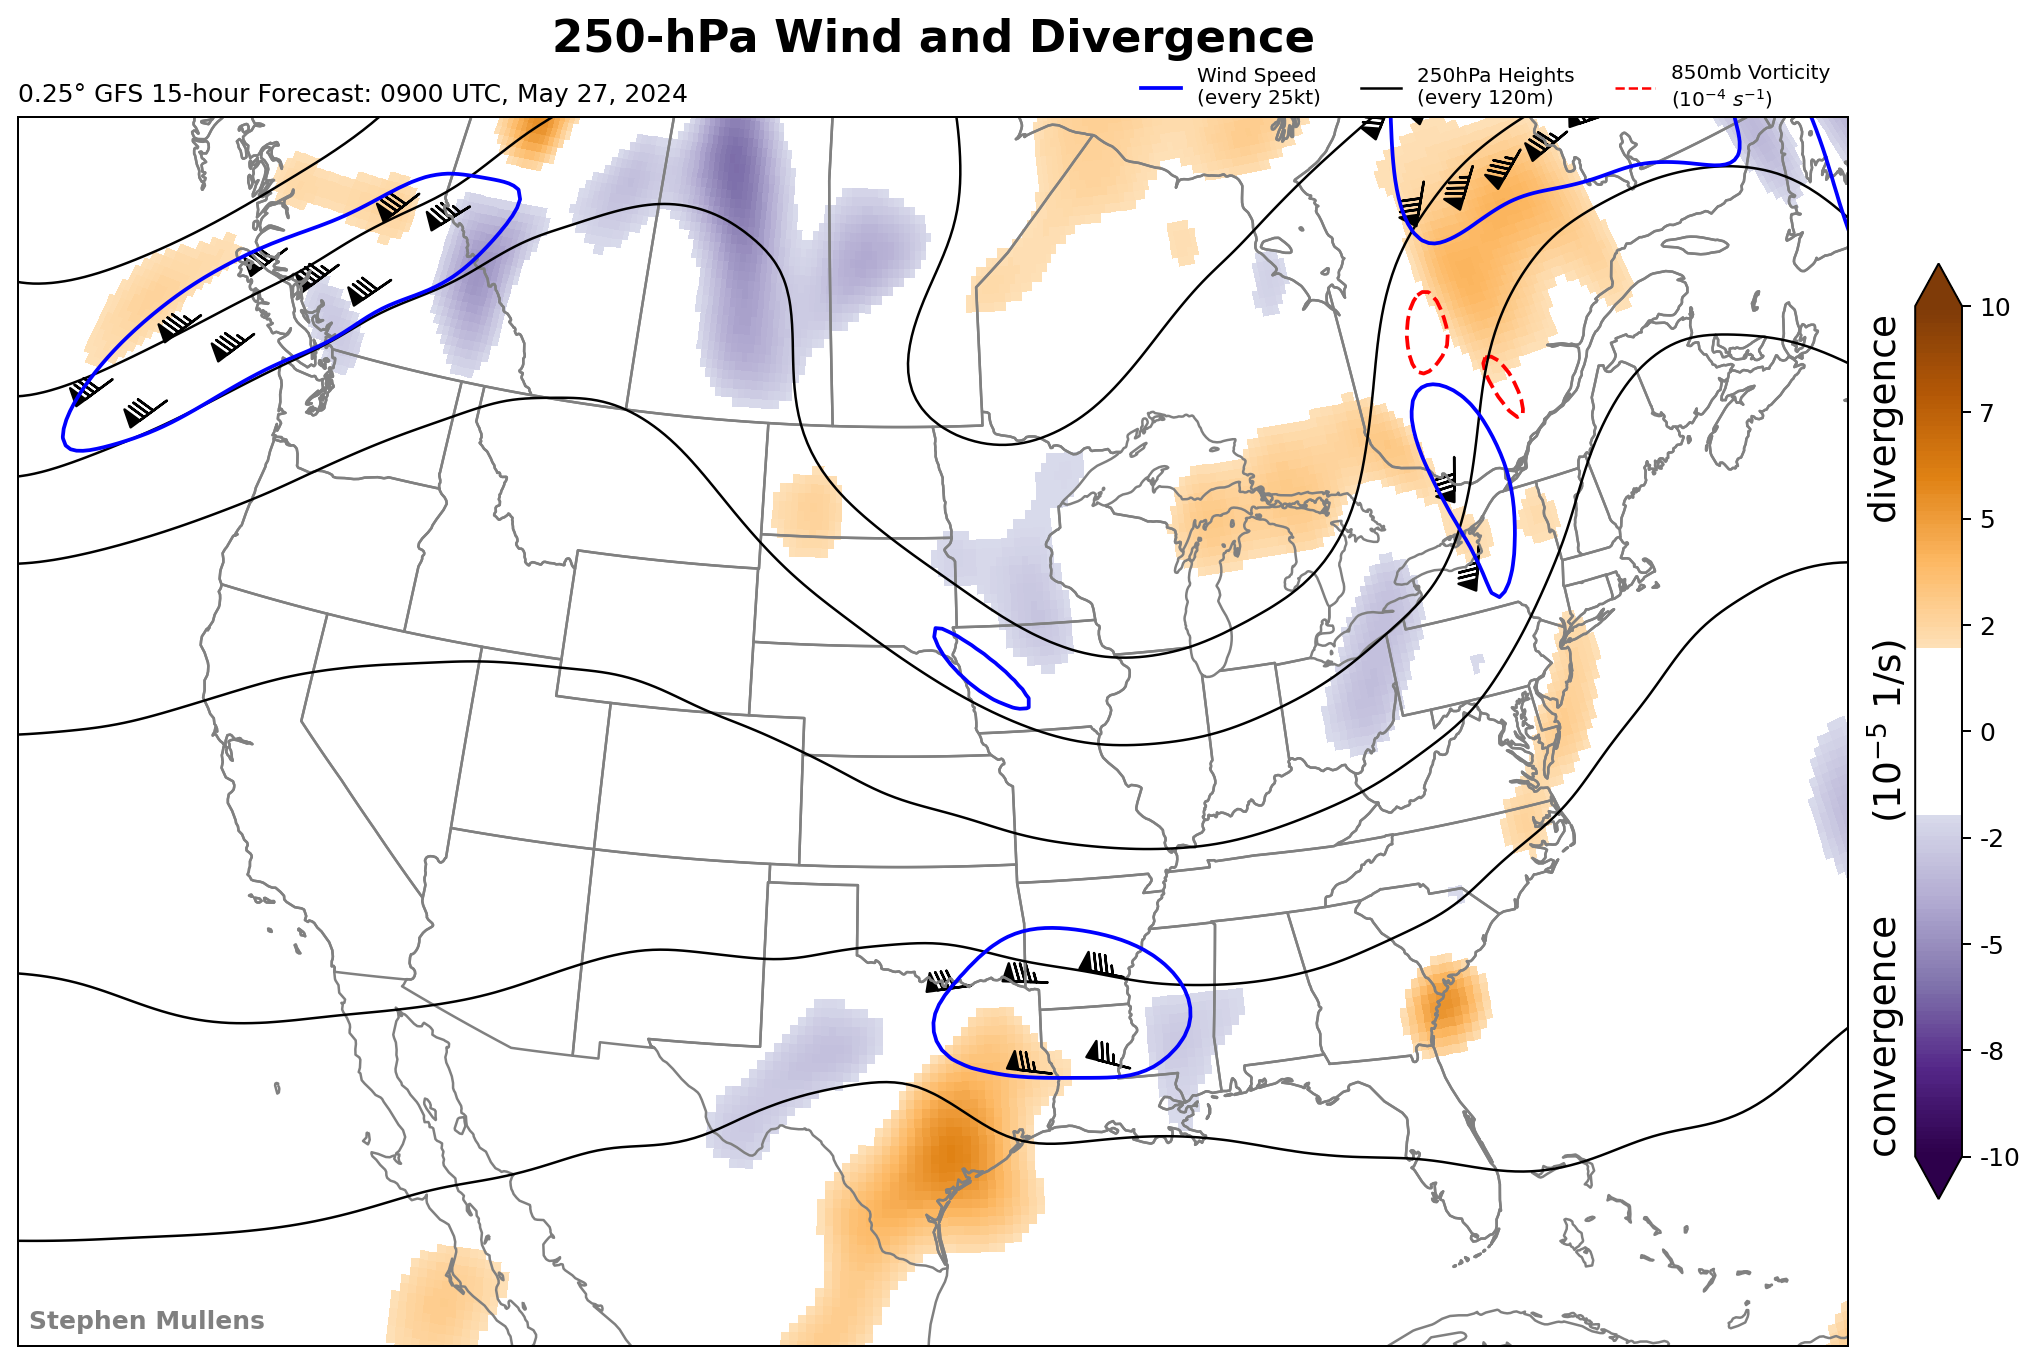 250-hPa Wind and Divergence
0.25° GFS 15-hour Forecast: 0900 UTC, May 27, 2024
Wind Speed
(every 25kt)
250hPa Heights
(every 120m)
850mb Vorticity
(10⁻⁴ s⁻¹)
10
7
5
2
0
-2
-5
-8
-10
convergence (10⁻⁵ 1/s) divergence
Stephen Mullens